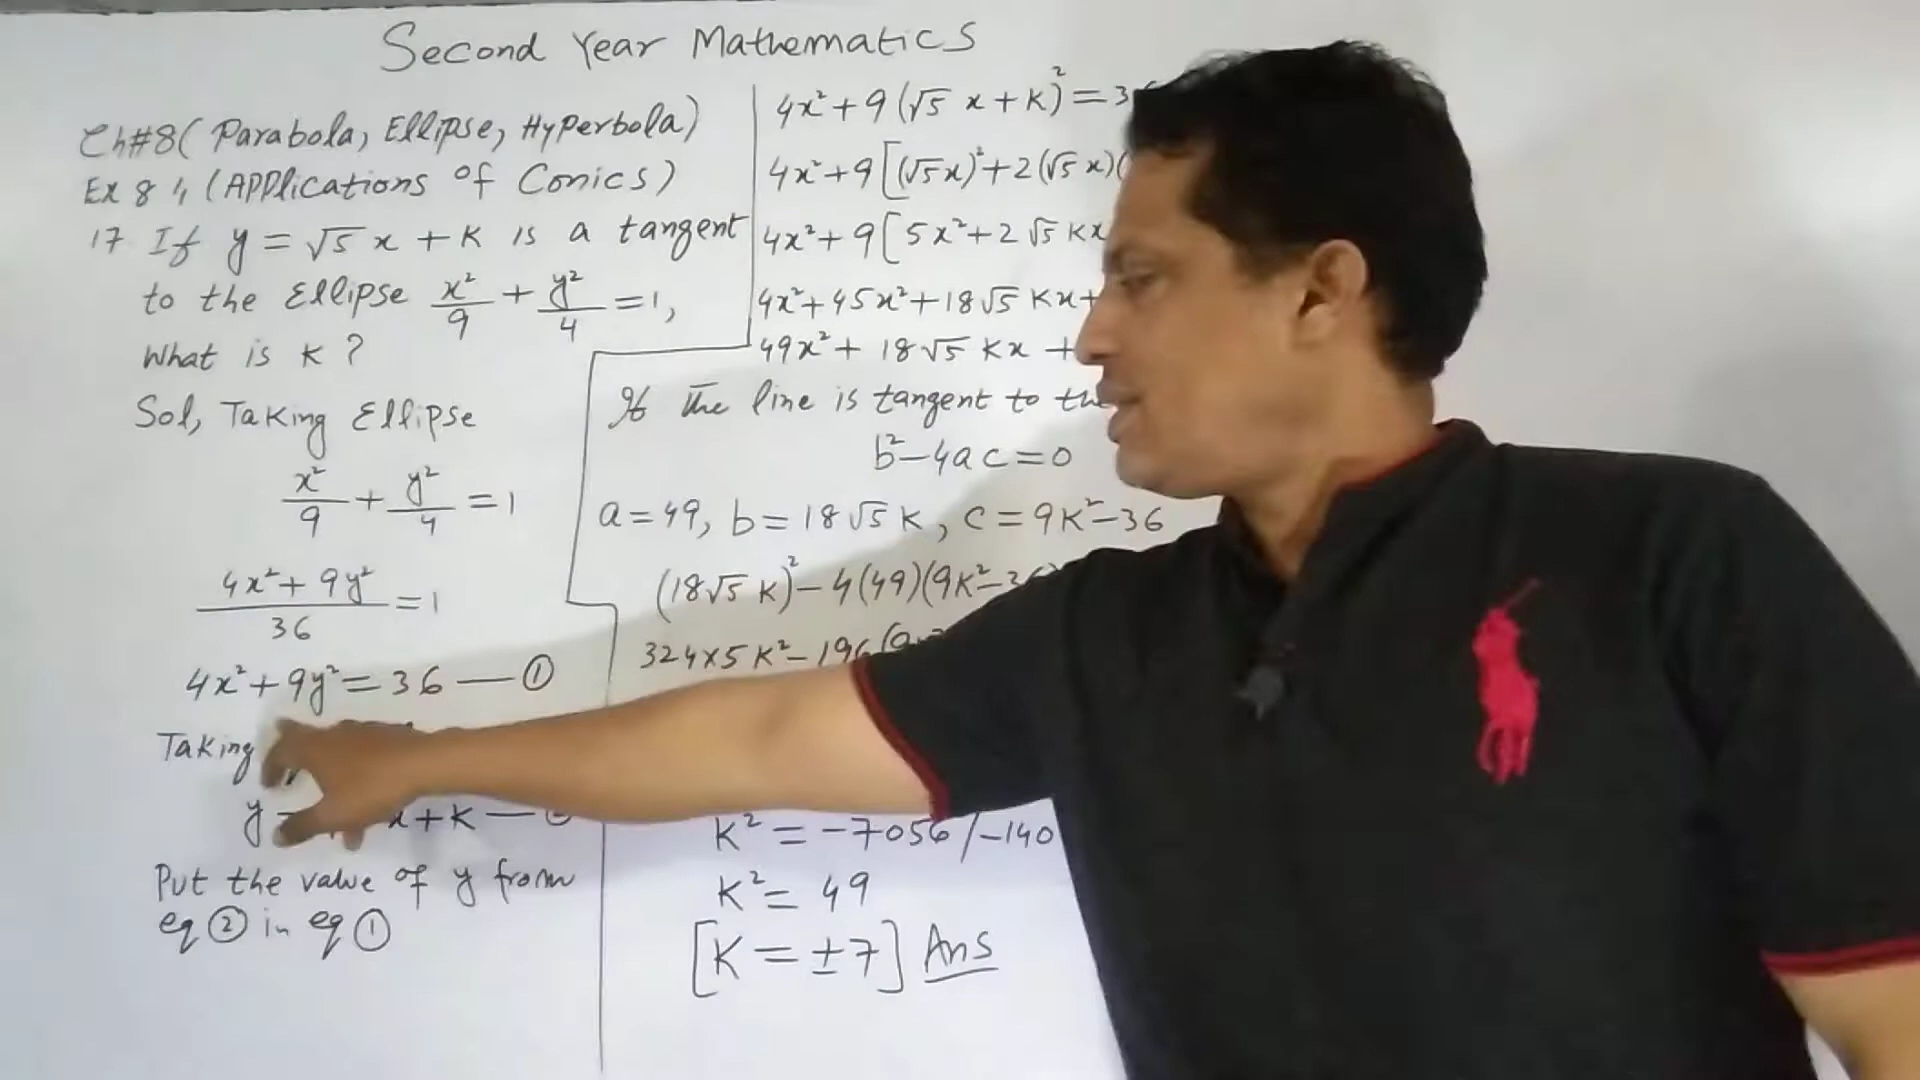 Second Year Mathematics
Ch#8( Parabola, Ellipse, Hyperbola)
Ex 8.4 (Applications of Conics)
17. If y = √5 x + K is a tangent
to the Ellipse x²/9 + y²/4 = 1,
What is K?
Sol, Taking Ellipse
x²/9 + y²/4 = 1
(4x² + 9y²)/36 = 1
4x² + 9y² = 36 — ①
Taking
y = x + K —
Put the value of y from
eq ② in eq ①
4x² + 9 (√5 x + K)² = 3
4x² + 9 [(√5x)² + 2(√5 x)(
4x² + 9 [ 5x² + 2 √5 Kx
4x² + 45x² + 18√5 Kx +
49x² + 18√5 Kx +
If the line is tangent to the
b² – 4ac = 0
a = 49, b = 18√5 K, c = 9K² – 36
(18√5 K)² – 4(49)(9K² – 36)
324×5 K² – 196(9
K² = –7056/–140
K² = 49
[K = ±7] Ans